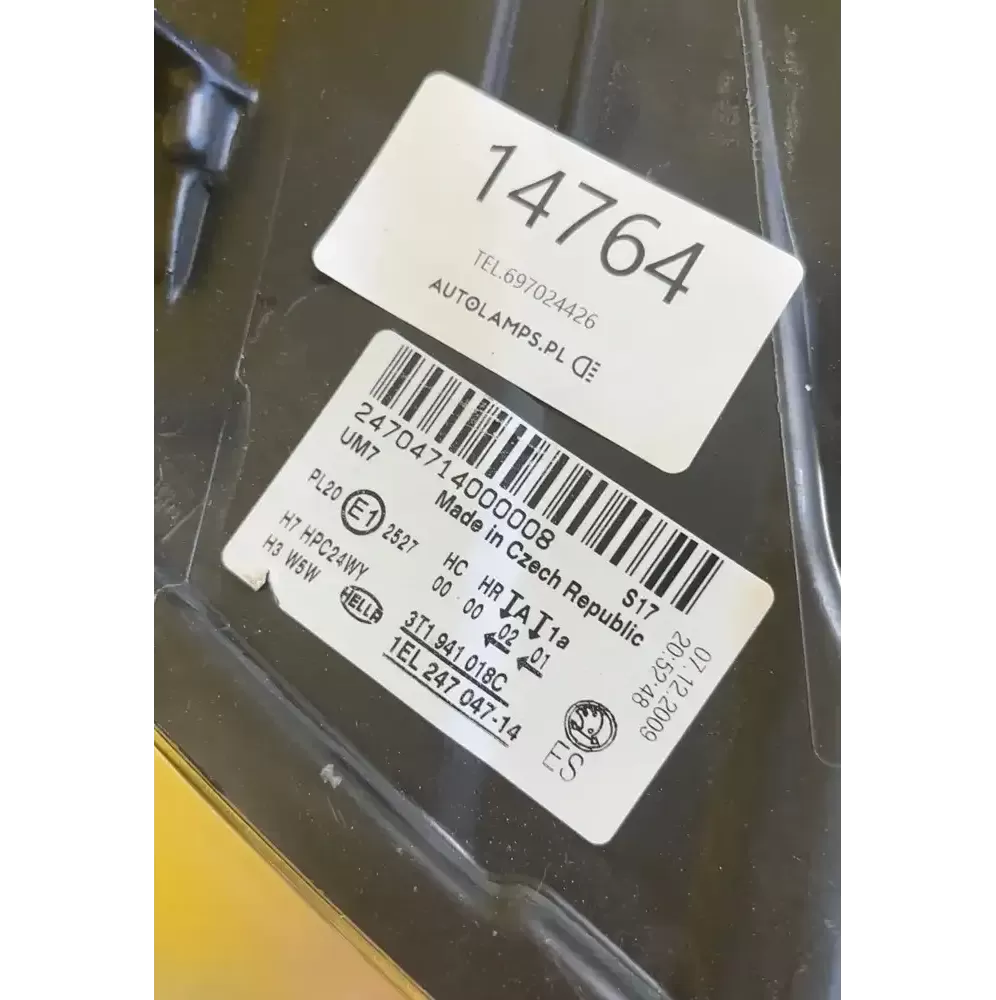 14764
TEL.697024426
AUTOLAMPS.PL
24704714000008
UM7
S17
Made in Czech Republic
PL20 E1 2527
HC HR A 1a
H7 HPC24WY
00 00 02 01
H3 W5W
HELLA
3T1 941 018C
1EL 247 047-14
07.12.2009
20:52:48
ES